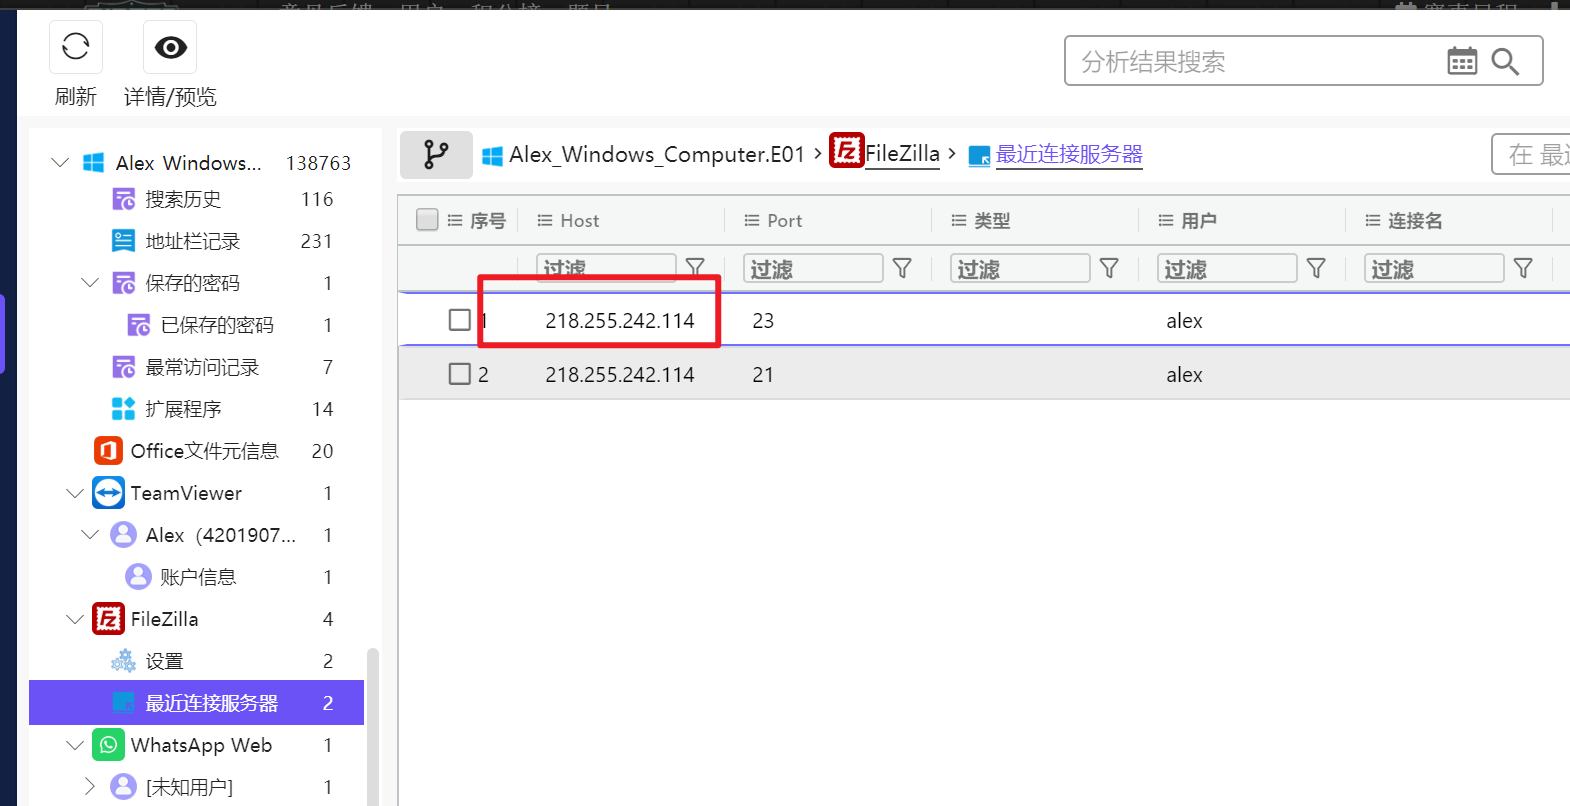 刷新
详情/预览
分析结果搜索
Alex_Windows_Computer.E01 > FileZilla > 最近连接服务器
在 最近
Alex Windows... 138763
搜索历史 116
地址栏记录 231
保存的密码 1
已保存的密码 1
最常访问记录 7
扩展程序 14
Office文件元信息 20
TeamViewer 1
Alex（4201907... 1
账户信息 1
FileZilla 4
设置 2
最近连接服务器 2
WhatsApp Web 1
[未知用户] 1
序号 Host Port 类型 用户 连接名
过滤 过滤 过滤 过滤 过滤
1 218.255.242.114 23 alex
2 218.255.242.114 21 alex